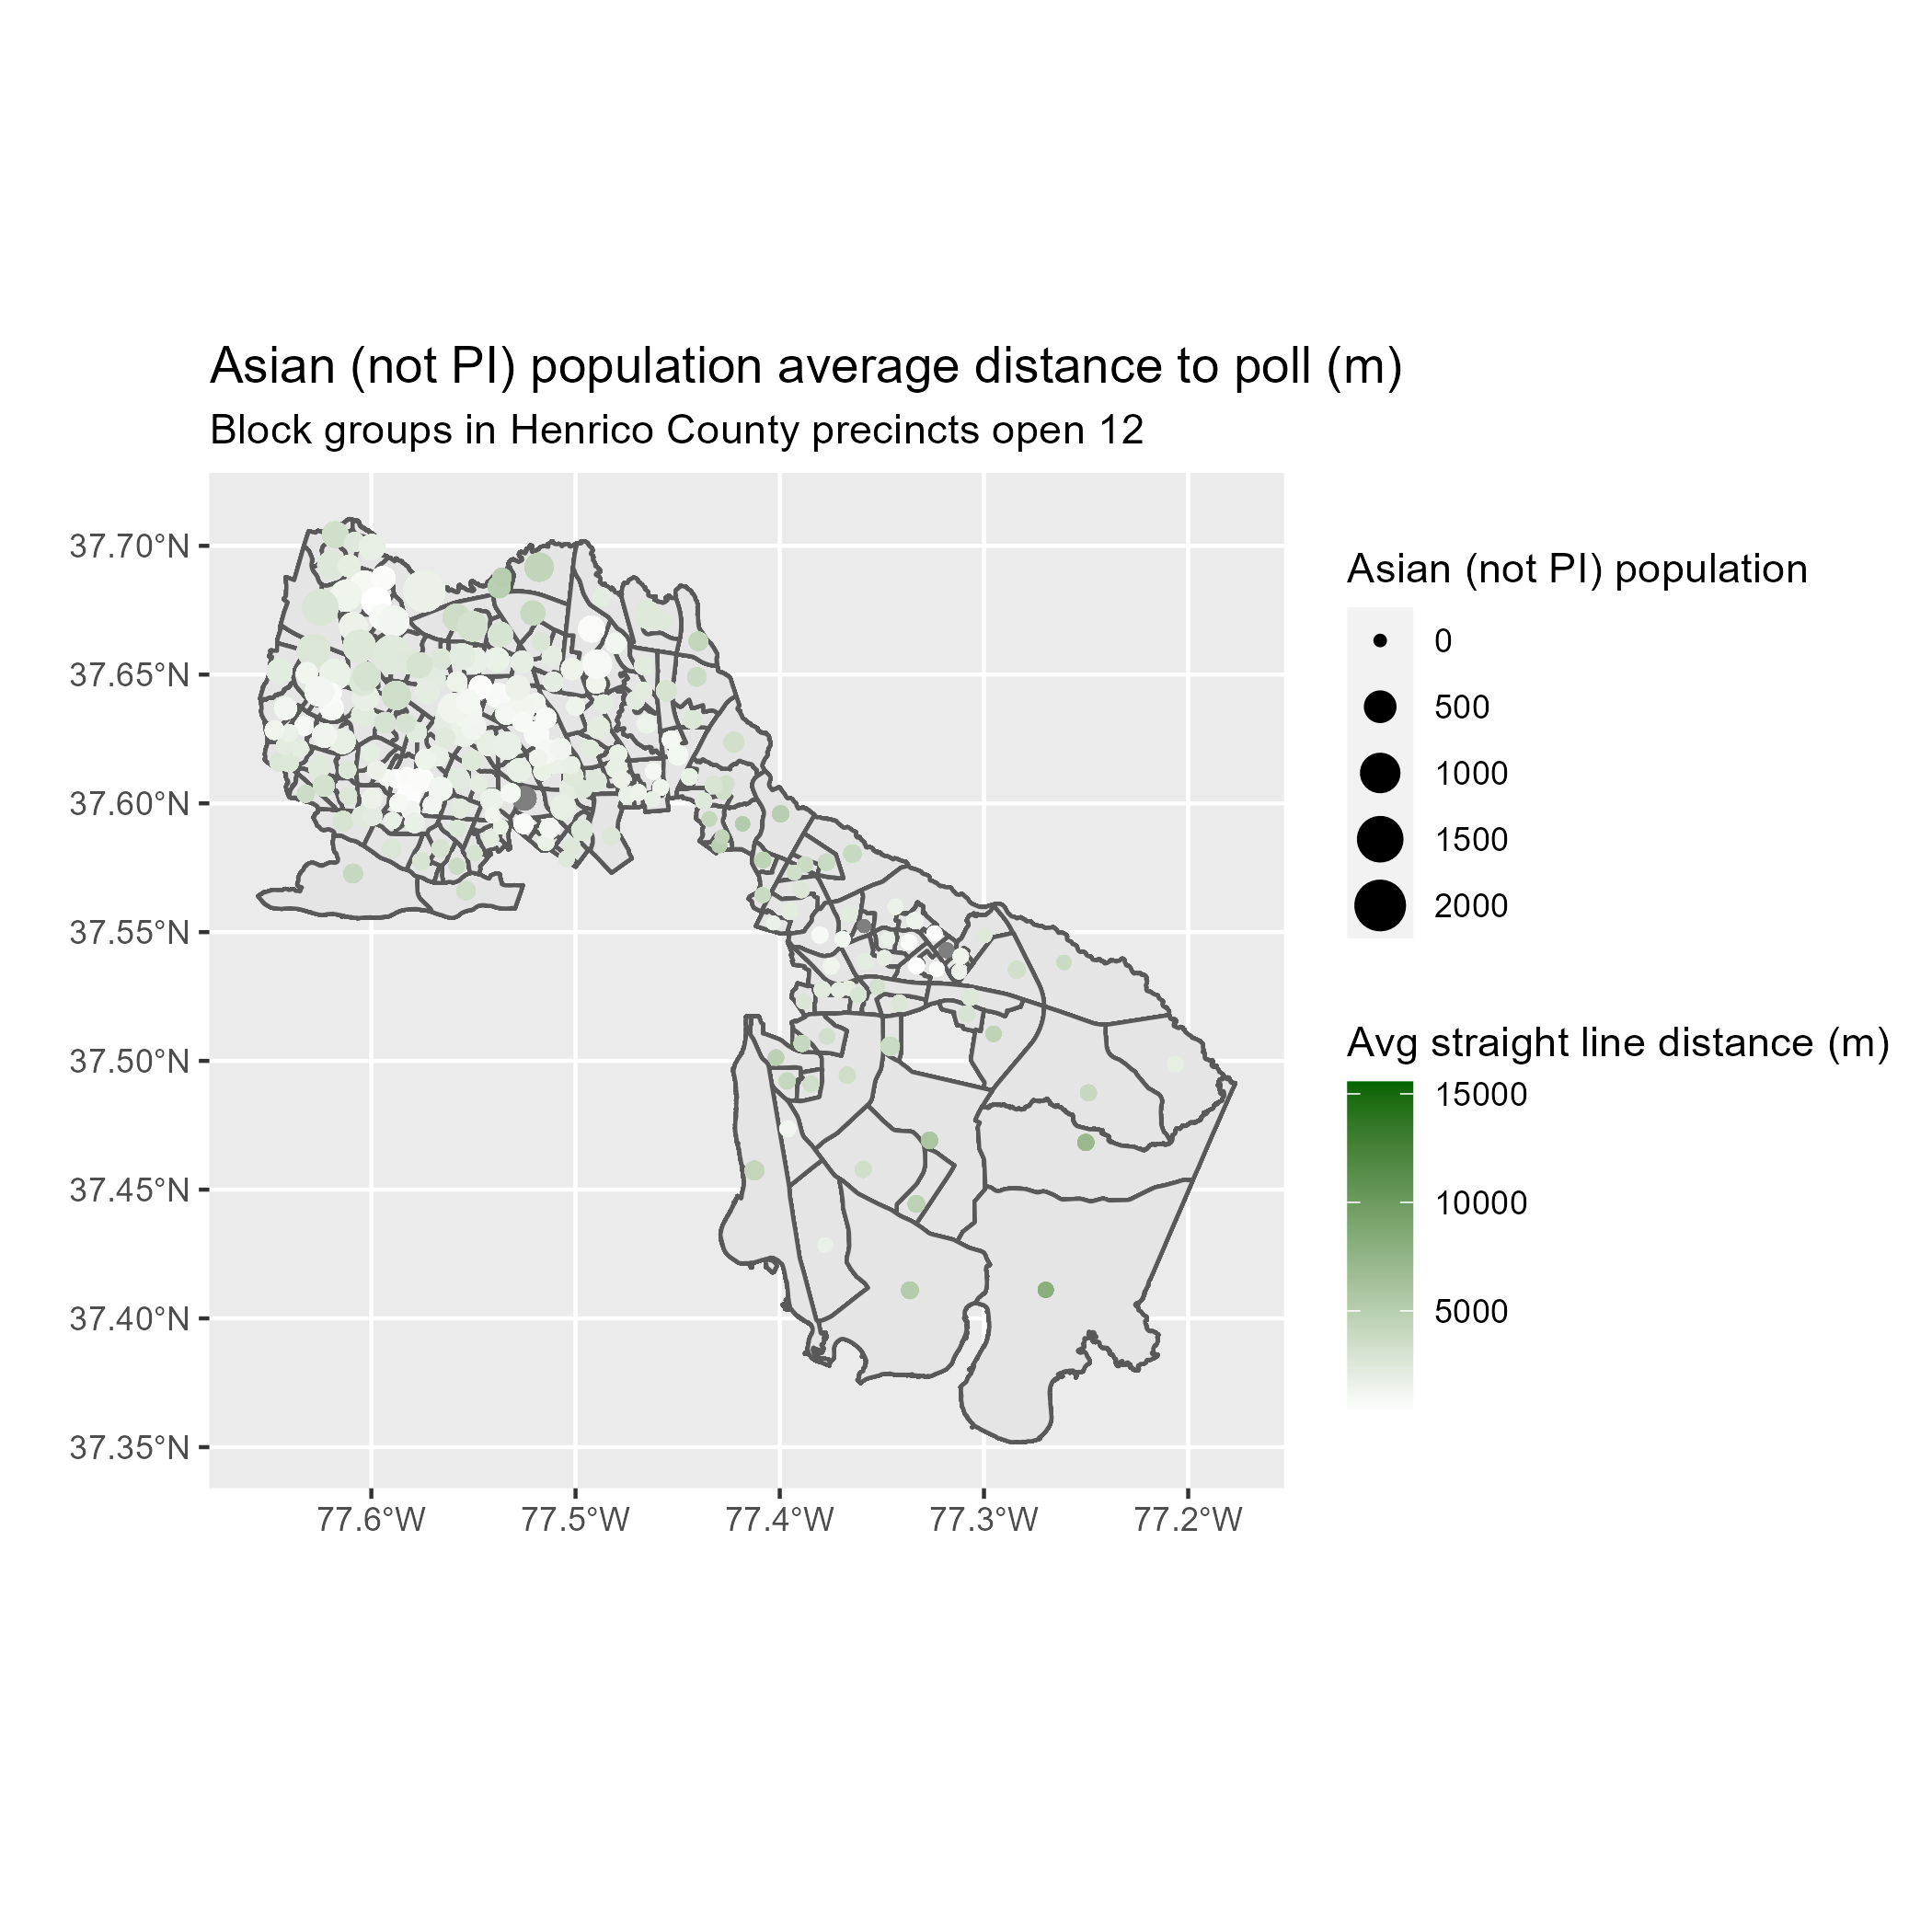 Asian (not PI) population average distance to poll (m)
Block groups in Henrico County precincts open 12
37.70°N
37.65°N
37.60°N
37.55°N
37.50°N
37.45°N
37.40°N
37.35°N
77.6°W 77.5°W 77.4°W 77.3°W 77.2°W
Asian (not PI) population
0
500
1000
1500
2000
Avg straight line distance (m)
15000
10000
5000